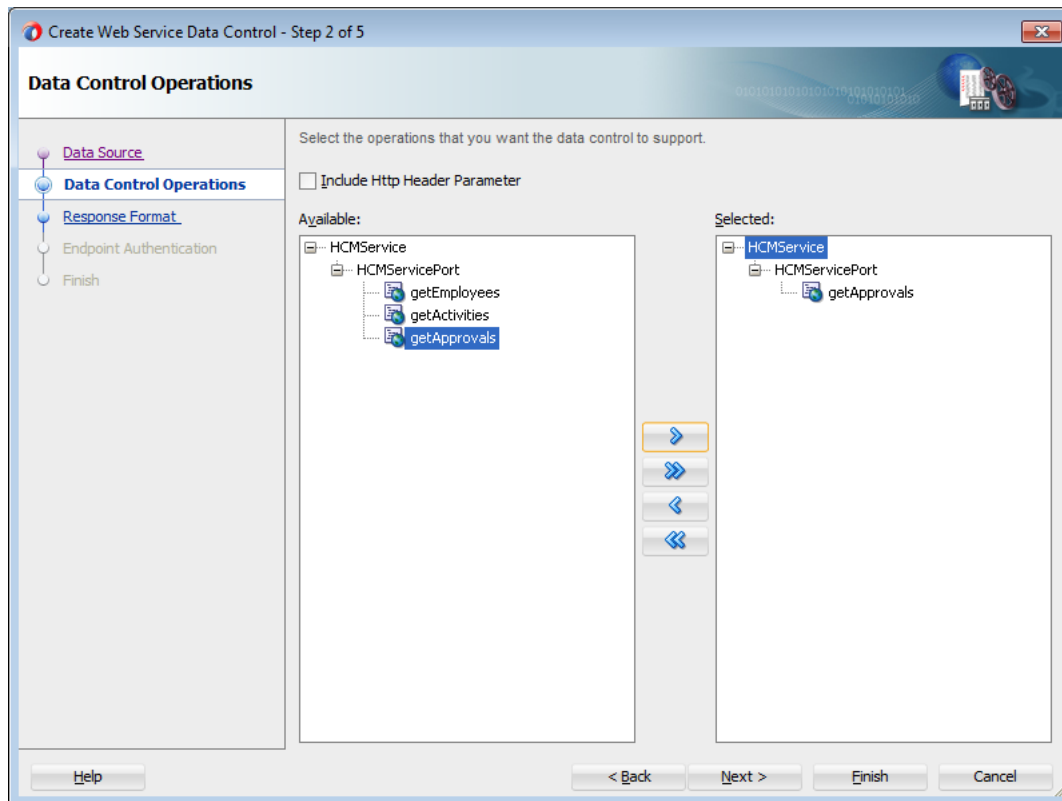 Create Web Service Data Control - Step 2 of 5
Data Control Operations
Select the operations that you want the data control to support.
Data Source
Data Control Operations
Response Format
Endpoint Authentication
Finish
Include Http Header Parameter
Available:
HCMService
HCMServicePort
getEmployees
getActivities
getApprovals
Selected:
HCMService
HCMServicePort
getApprovals
Help
< Back
Next >
Finish
Cancel